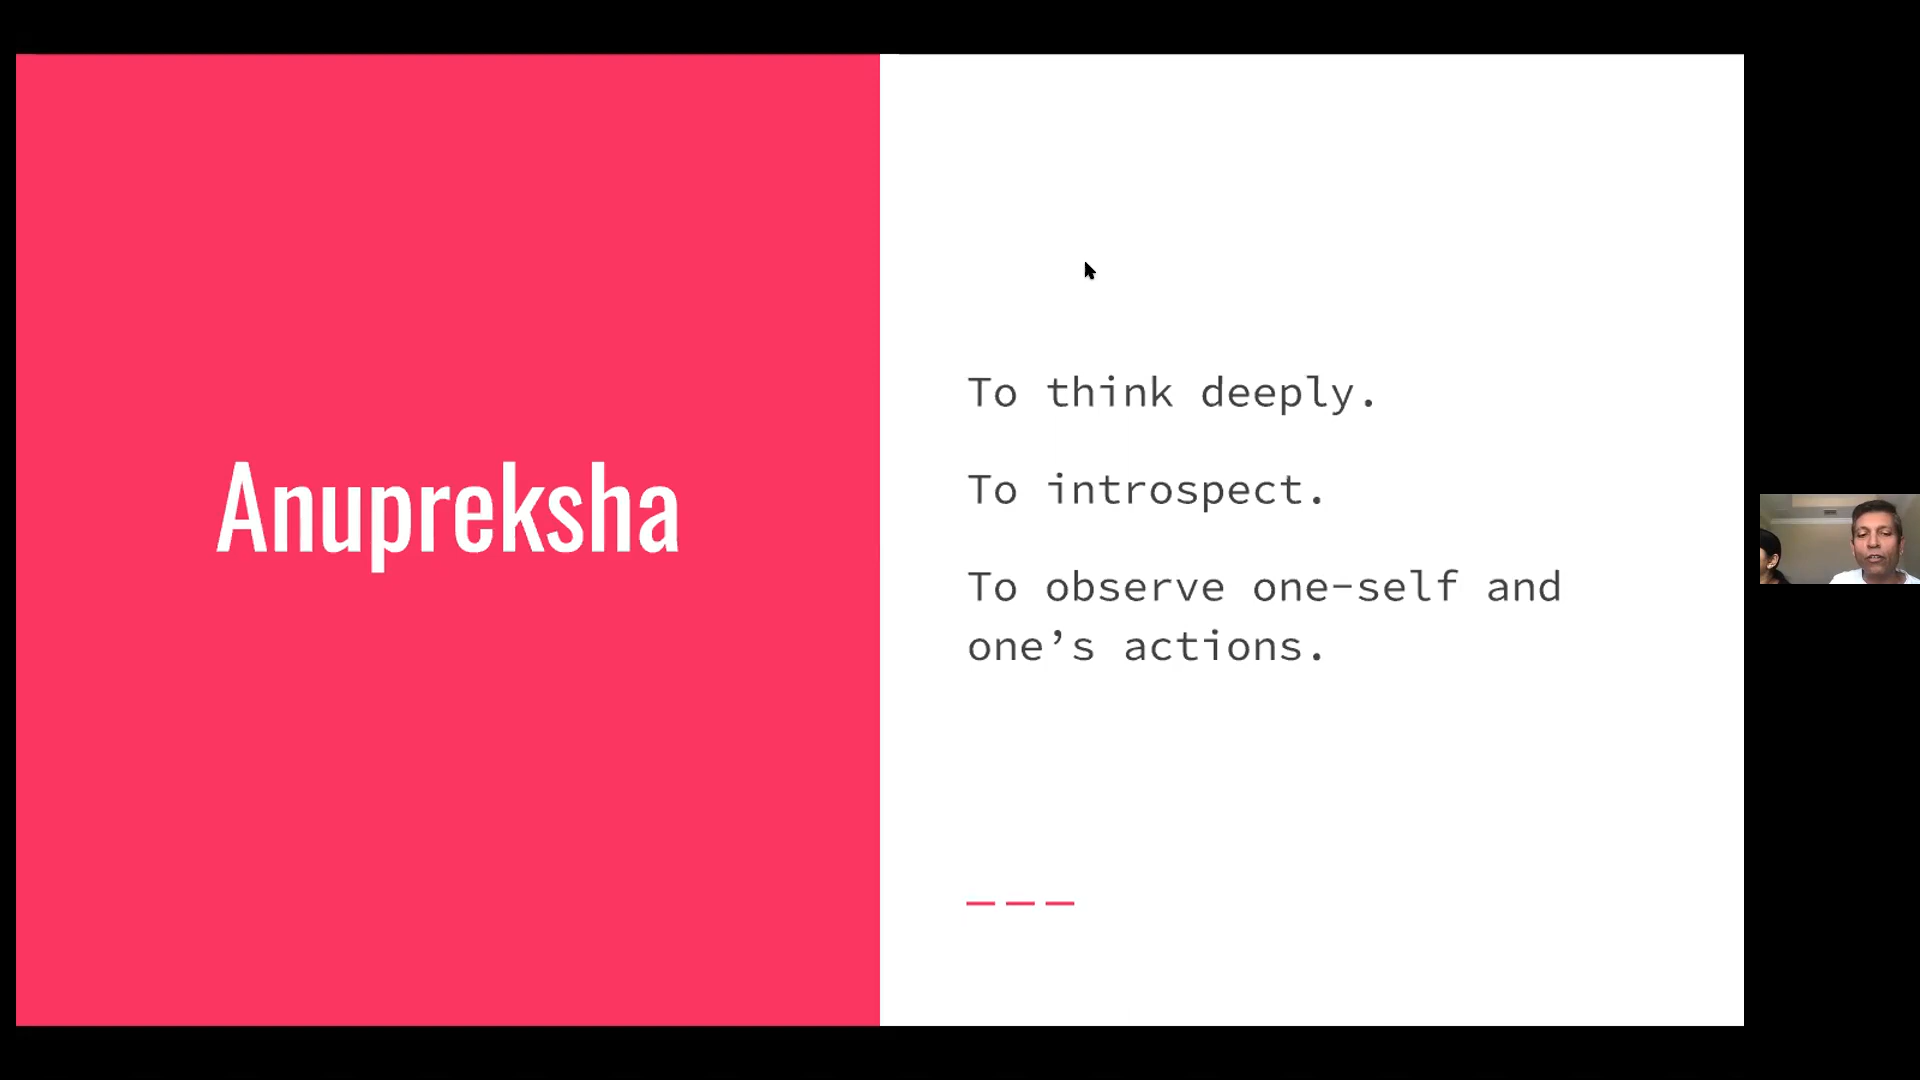 Anupreksha
To think deeply.
To introspect.
To observe one-self and
one’s actions.